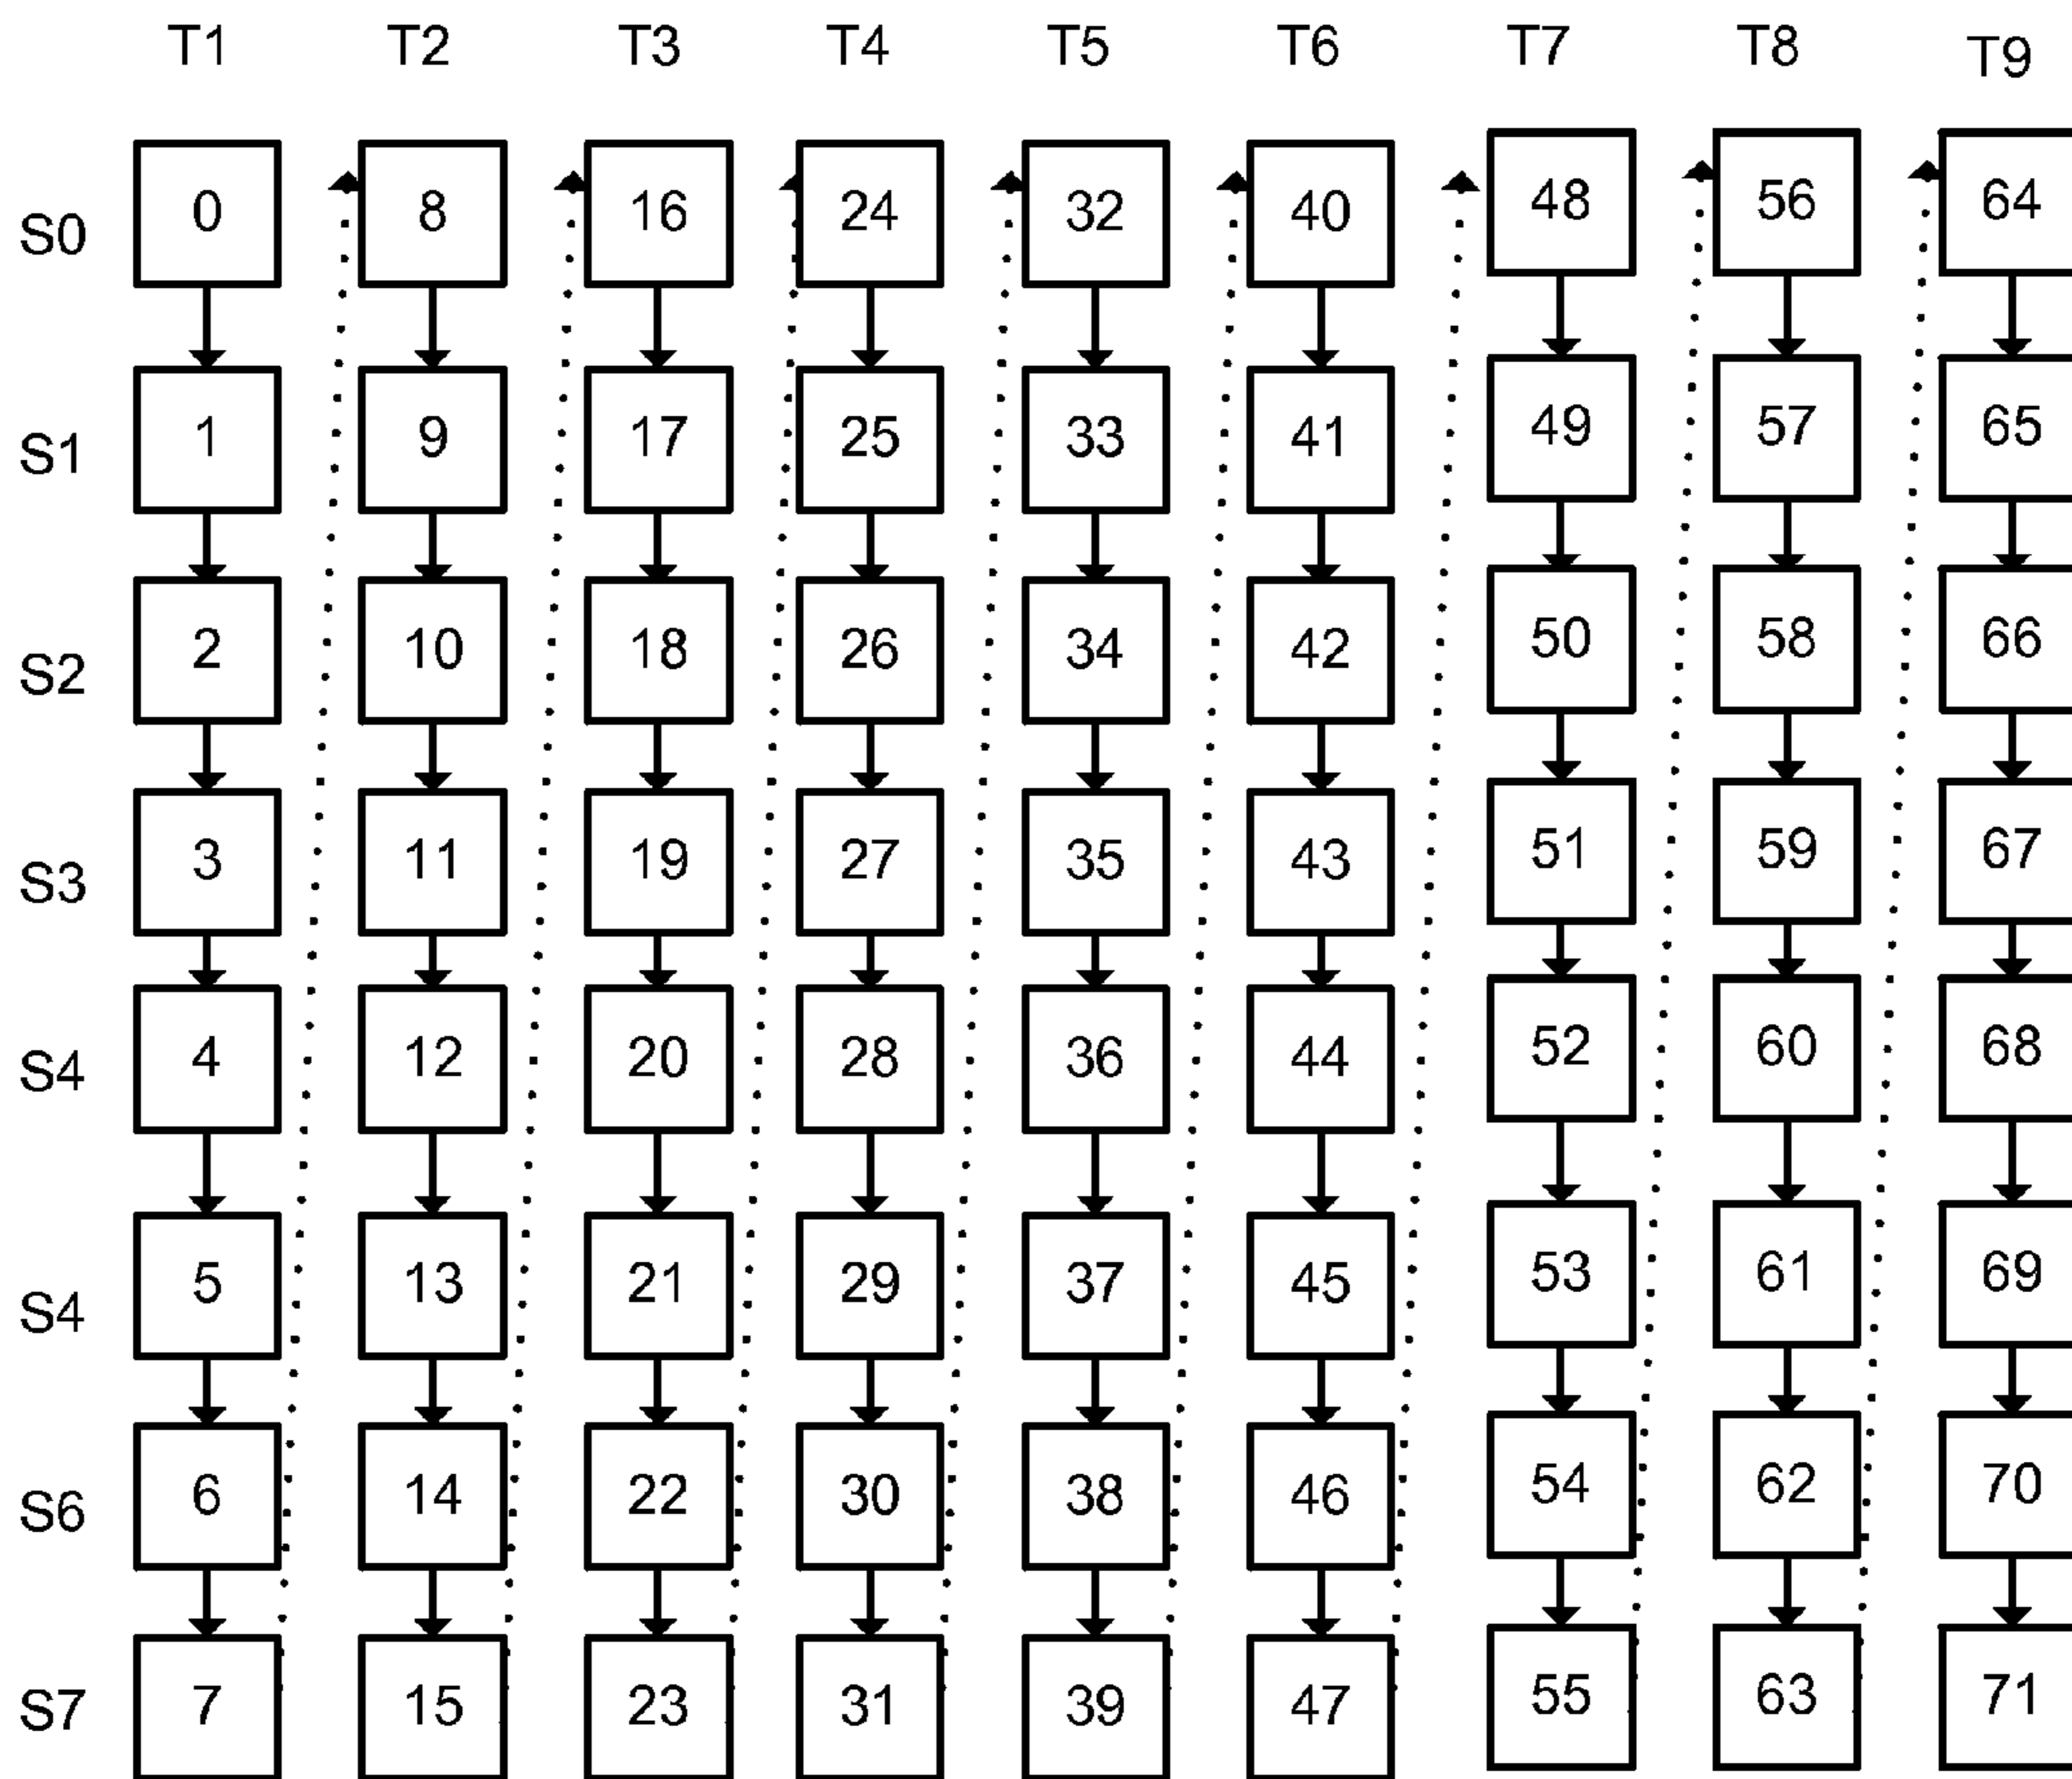 T1 T2 T3 T4 T5 T6 T7 T8 T9
S0 0 8 16 24 32 40 48 56 64
S1 1 9 17 25 33 41 49 57 65
S2 2 10 18 26 34 42 50 58 66
S3 3 11 19 27 35 43 51 59 67
S4 4 12 20 28 36 44 52 60 68
S4 5 13 21 29 37 45 53 61 69
S6 6 14 22 30 38 46 54 62 70
S7 7 15 23 31 39 47 55 63 71